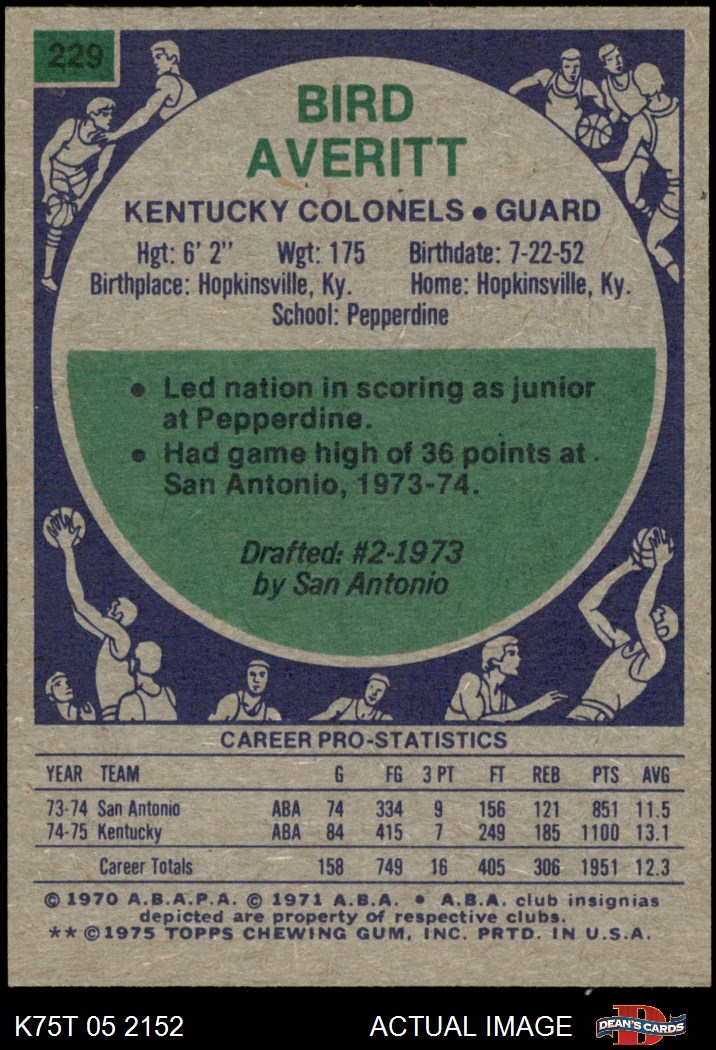 229
BIRD
AVERITT
KENTUCKY COLONELS • GUARD
Hgt: 6' 2" Wgt: 175 Birthdate: 7-22-52
Birthplace: Hopkinsville, Ky. Home: Hopkinsville, Ky.
School: Pepperdine
• Led nation in scoring as junior
at Pepperdine.
• Had game high of 36 points at
San Antonio, 1973-74.
Drafted: #2-1973
by San Antonio
CAREER PRO-STATISTICS
YEAR TEAM G FG 3 PT FT REB PTS AVG
73-74 San Antonio ABA 74 334 9 156 121 851 11.5
74-75 Kentucky ABA 84 415 7 249 185 1100 13.1
Career Totals 158 749 16 405 306 1951 12.3
© 1970 A.B.A.P.A. © 1971 A.B.A. • A.B.A. club insignias
depicted are property of respective clubs.
** © 1975 TOPPS CHEWING GUM, INC. PRTD. IN U.S.A.
K75T 05 2152 ACTUAL IMAGE D DEAN'S CARDS